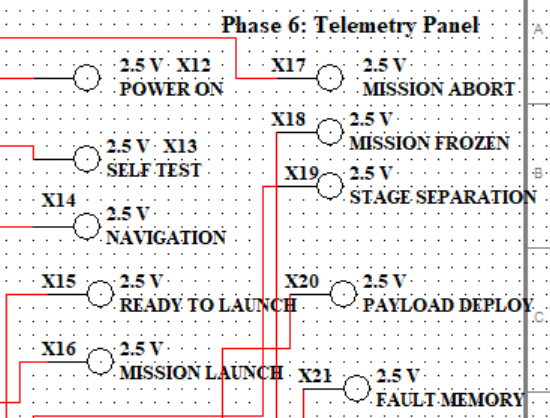 Phase 6: Telemetry Panel
A
2.5 V X12
POWER ON
X17 2.5 V
MISSION ABORT
X18 2.5 V
MISSION FROZEN
2.5 V X13
SELF TEST
X19 2.5 V
STAGE SEPARATION
B
X14
2.5 V
NAVIGATION
X15 2.5 V
READY TO LAUNCH
X20 2.5 V
PAYLOAD DEPLOY
C
X16 2.5 V
MISSION LAUNCH
X21 2.5 V
FAULT MEMORY